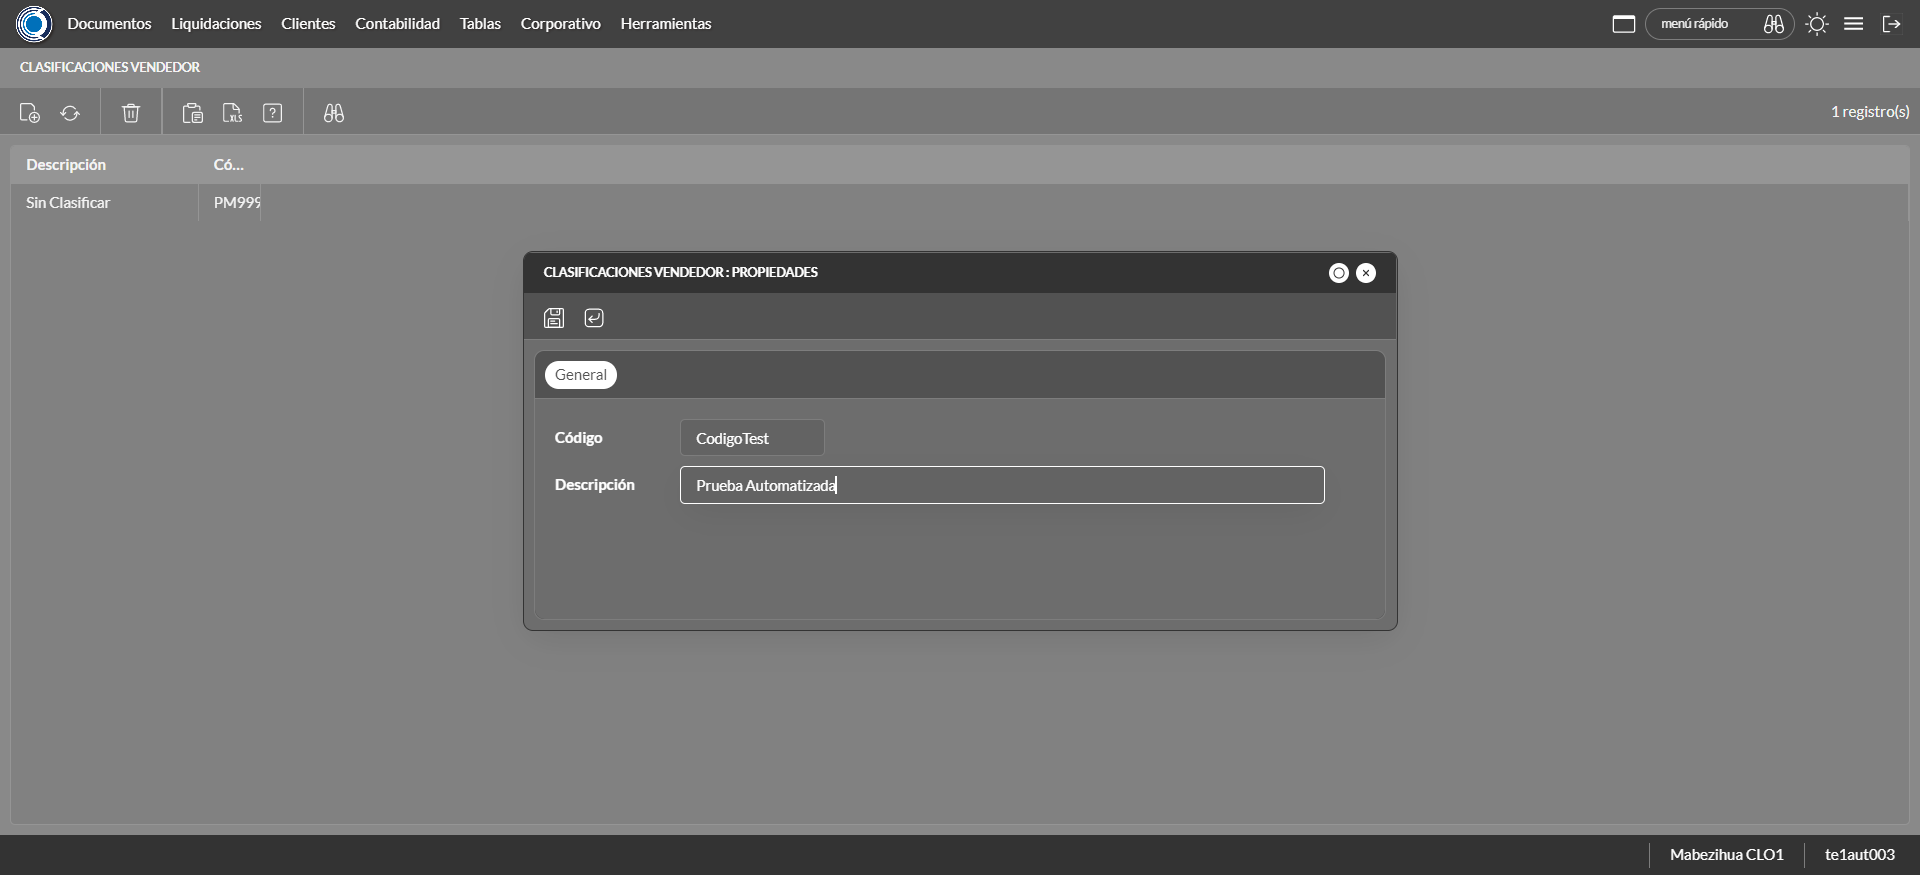 Documentos Liquidaciones Clientes Contabilidad Tablas Corporativo Herramientas menú rápido
CLASIFICACIONES VENDEDOR
XLS ? 1 registro(s)
Descripción Có...
Sin Clasificar PM999
CLASIFICACIONES VENDEDOR : PROPIEDADES
General
Código CodigoTest
Descripción Prueba Automatizada
Mabezihua CLO1 te1aut003